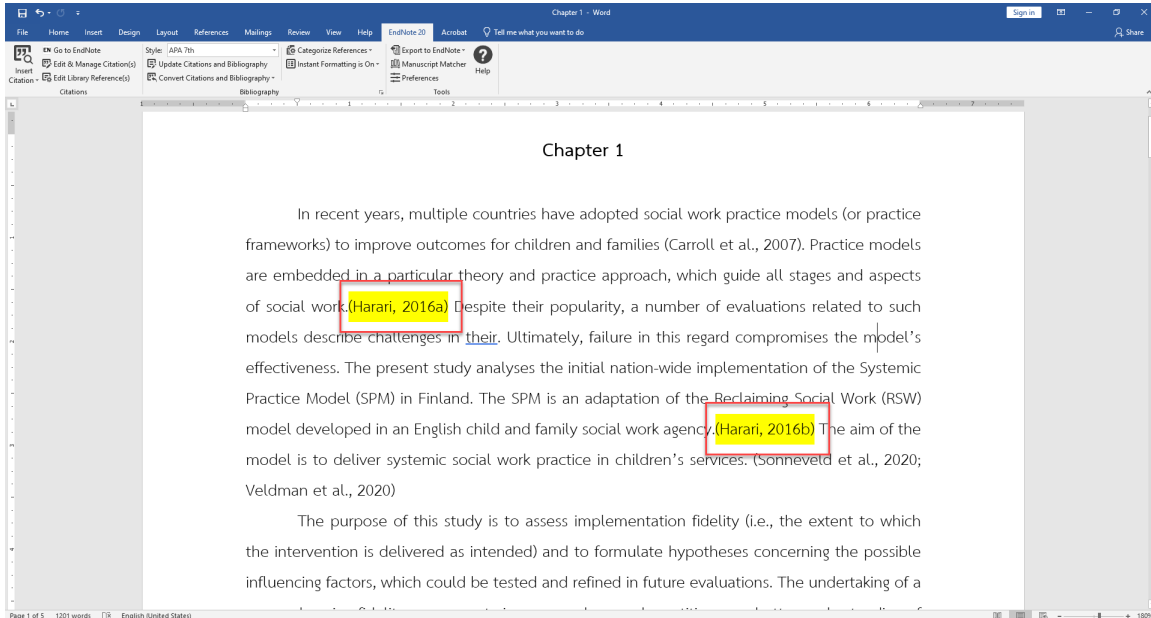 Chapter 1 - Word
Sign in
File Home Insert Design Layout References Mailings Review View Help EndNote 20 Acrobat Tell me what you want to do
Share
Insert Citation
EN Go to EndNote
Edit & Manage Citation(s)
Edit Library Reference(s)
Citations
Style: APA 7th
Update Citations and Bibliography
Convert Citations and Bibliography
Categorize References
Instant Formatting is On
Bibliography
Export to EndNote
Manuscript Matcher
Preferences
Help
Tools
1 2 3 4 5 6 7
Chapter 1
In recent years, multiple countries have adopted social work practice models (or practice
frameworks) to improve outcomes for children and families (Carroll et al., 2007). Practice models
are embedded in a particular theory and practice approach, which guide all stages and aspects
of social work.(Harari, 2016a) Despite their popularity, a number of evaluations related to such
models describe challenges in their. Ultimately, failure in this regard compromises the model's
effectiveness. The present study analyses the initial nation-wide implementation of the Systemic
Practice Model (SPM) in Finland. The SPM is an adaptation of the Reclaiming Social Work (RSW)
model developed in an English child and family social work agency.(Harari, 2016b) The aim of the
model is to deliver systemic social work practice in children's services. (Sonneveld et al., 2020;
Veldman et al., 2020)
The purpose of this study is to assess implementation fidelity (i.e., the extent to which
the intervention is delivered as intended) and to formulate hypotheses concerning the possible
influencing factors, which could be tested and refined in future evaluations. The undertaking of a
Page 1 of 5 1201 words English (United States)
180%